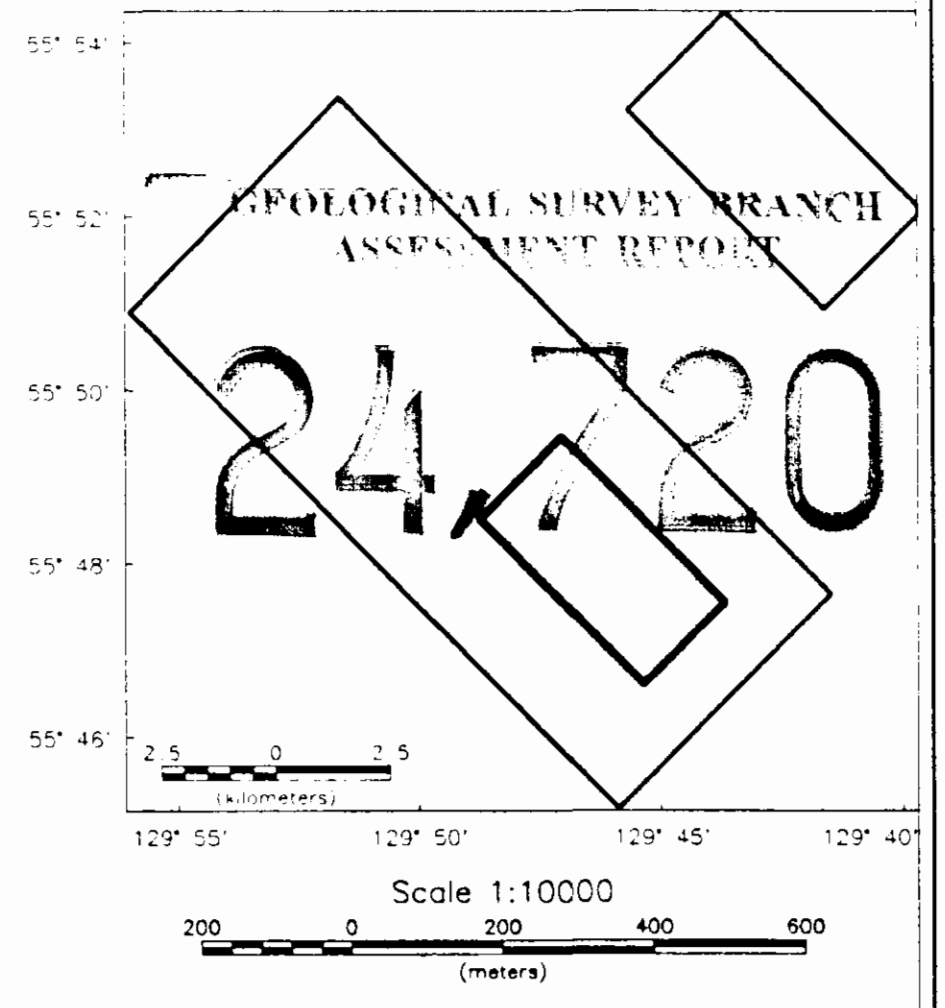 55° 54'
GEOLOGICAL SURVEY BRANCH
55° 52'
ASSESSMENT REPORT
55° 50'
24,720
55° 48'
55° 46'
2.5 0 2.5
(kilometers)
129° 55' 129° 50' 129° 45' 129° 40'
Scale 1:10000
200 0 200 400 600
(meters)